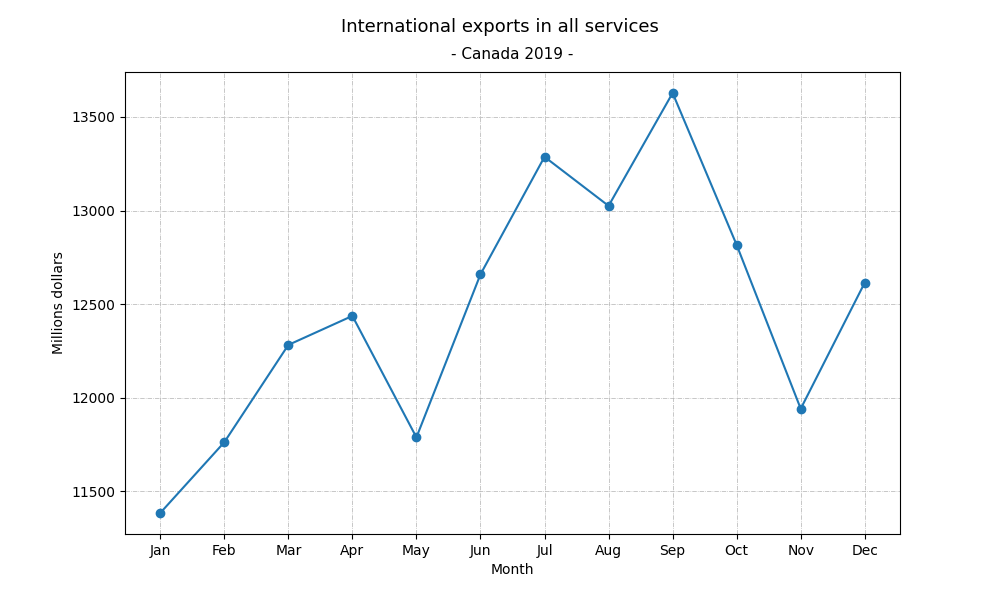 International exports in all services
- Canada 2019 -
Millions dollars
13500
13000
12500
12000
11500
Jan Feb Mar Apr May Jun Jul Aug Sep Oct Nov Dec
Month